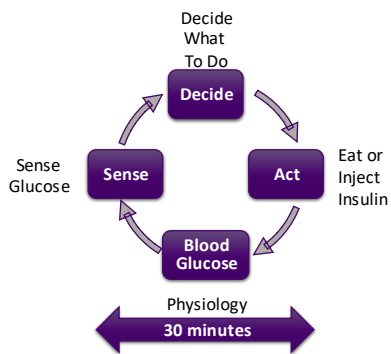 Decide
What
To Do
Decide
Sense
Glucose
Sense
Act
Eat or
Inject
Insulin
Blood
Glucose
Physiology
30 minutes